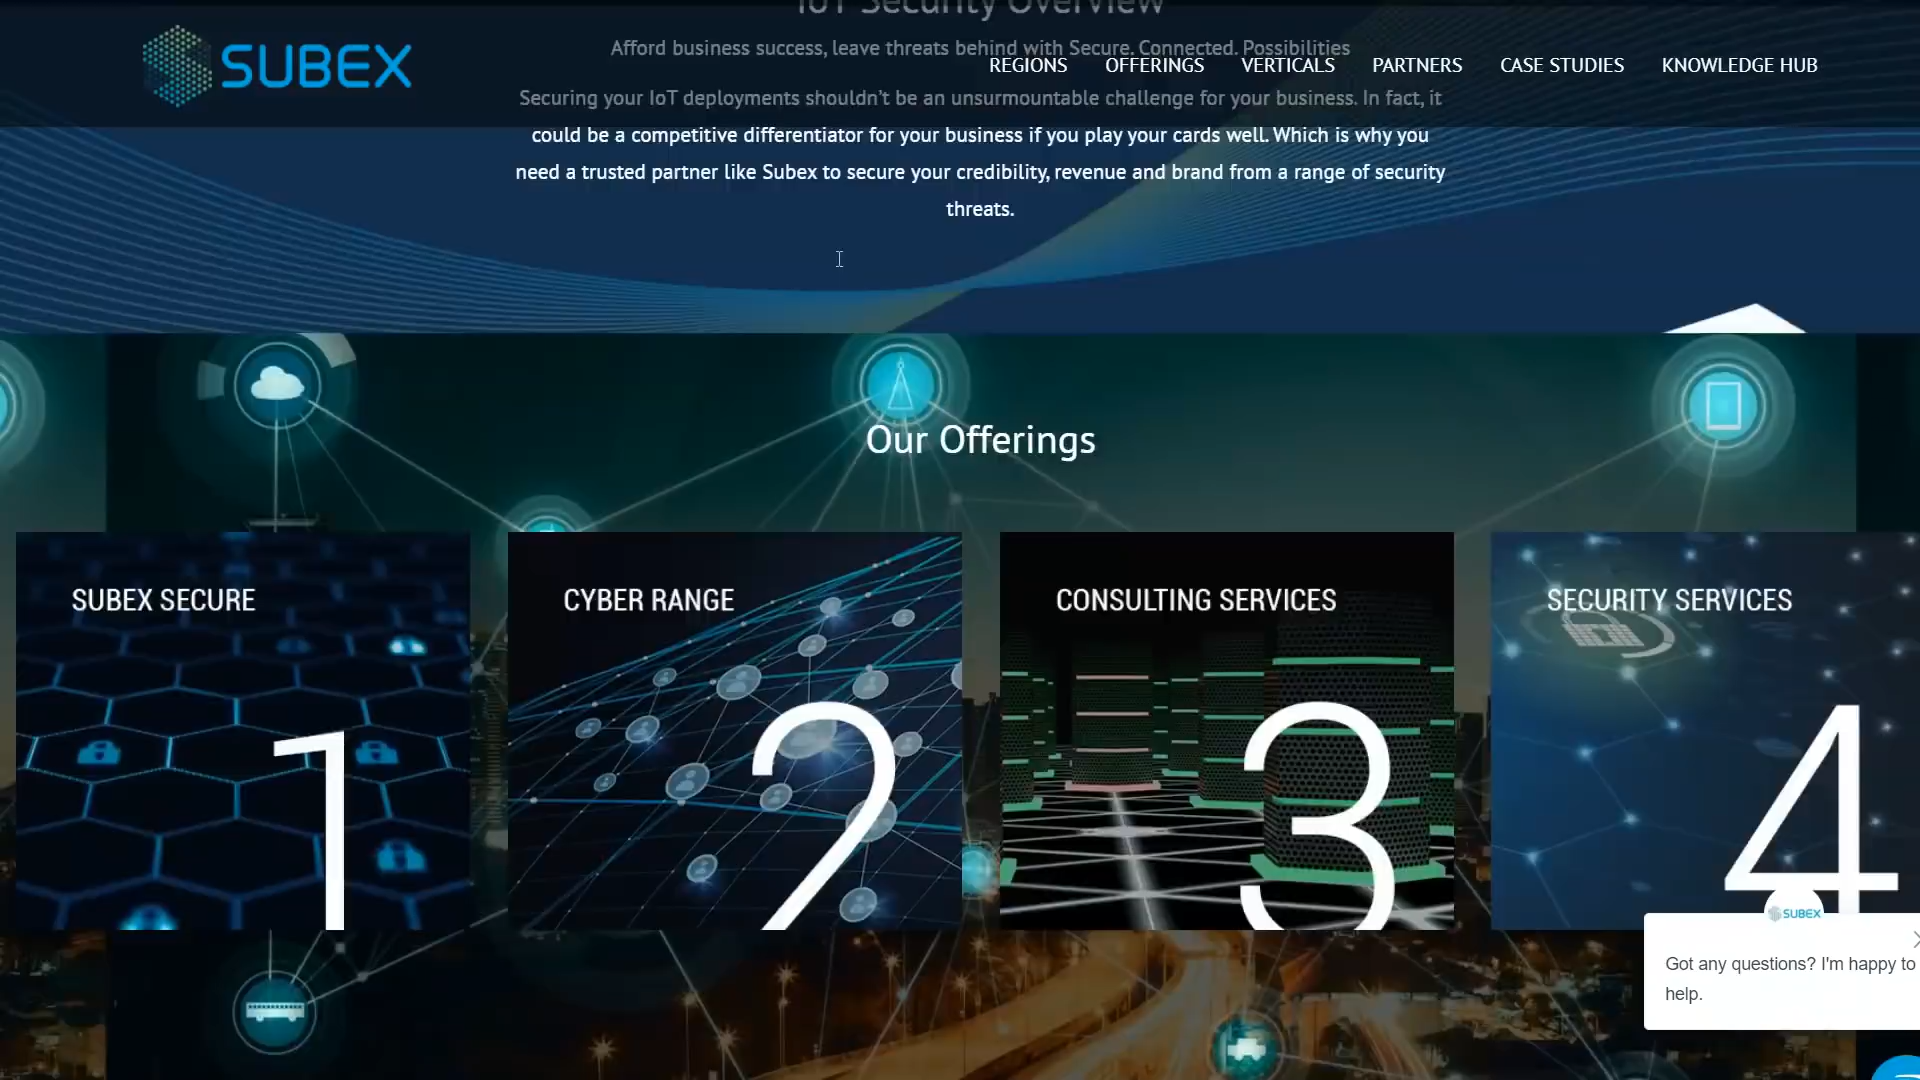 IoT Security Overview
SUBEX
REGIONS OFFERINGS VERTICALS PARTNERS CASE STUDIES KNOWLEDGE HUB
Afford business success, leave threats behind with Secure. Connected. Possibilities
Securing your IoT deployments shouldn't be an unsurmountable challenge for your business. In fact, it
could be a competitive differentiator for your business if you play your cards well. Which is why you
need a trusted partner like Subex to secure your credibility, revenue and brand from a range of security
threats.
Our Offerings
SUBEX SECURE
1
CYBER RANGE
2
CONSULTING SERVICES
3
SECURITY SERVICES
4
SUBEX
Got any questions? I'm happy to
help.